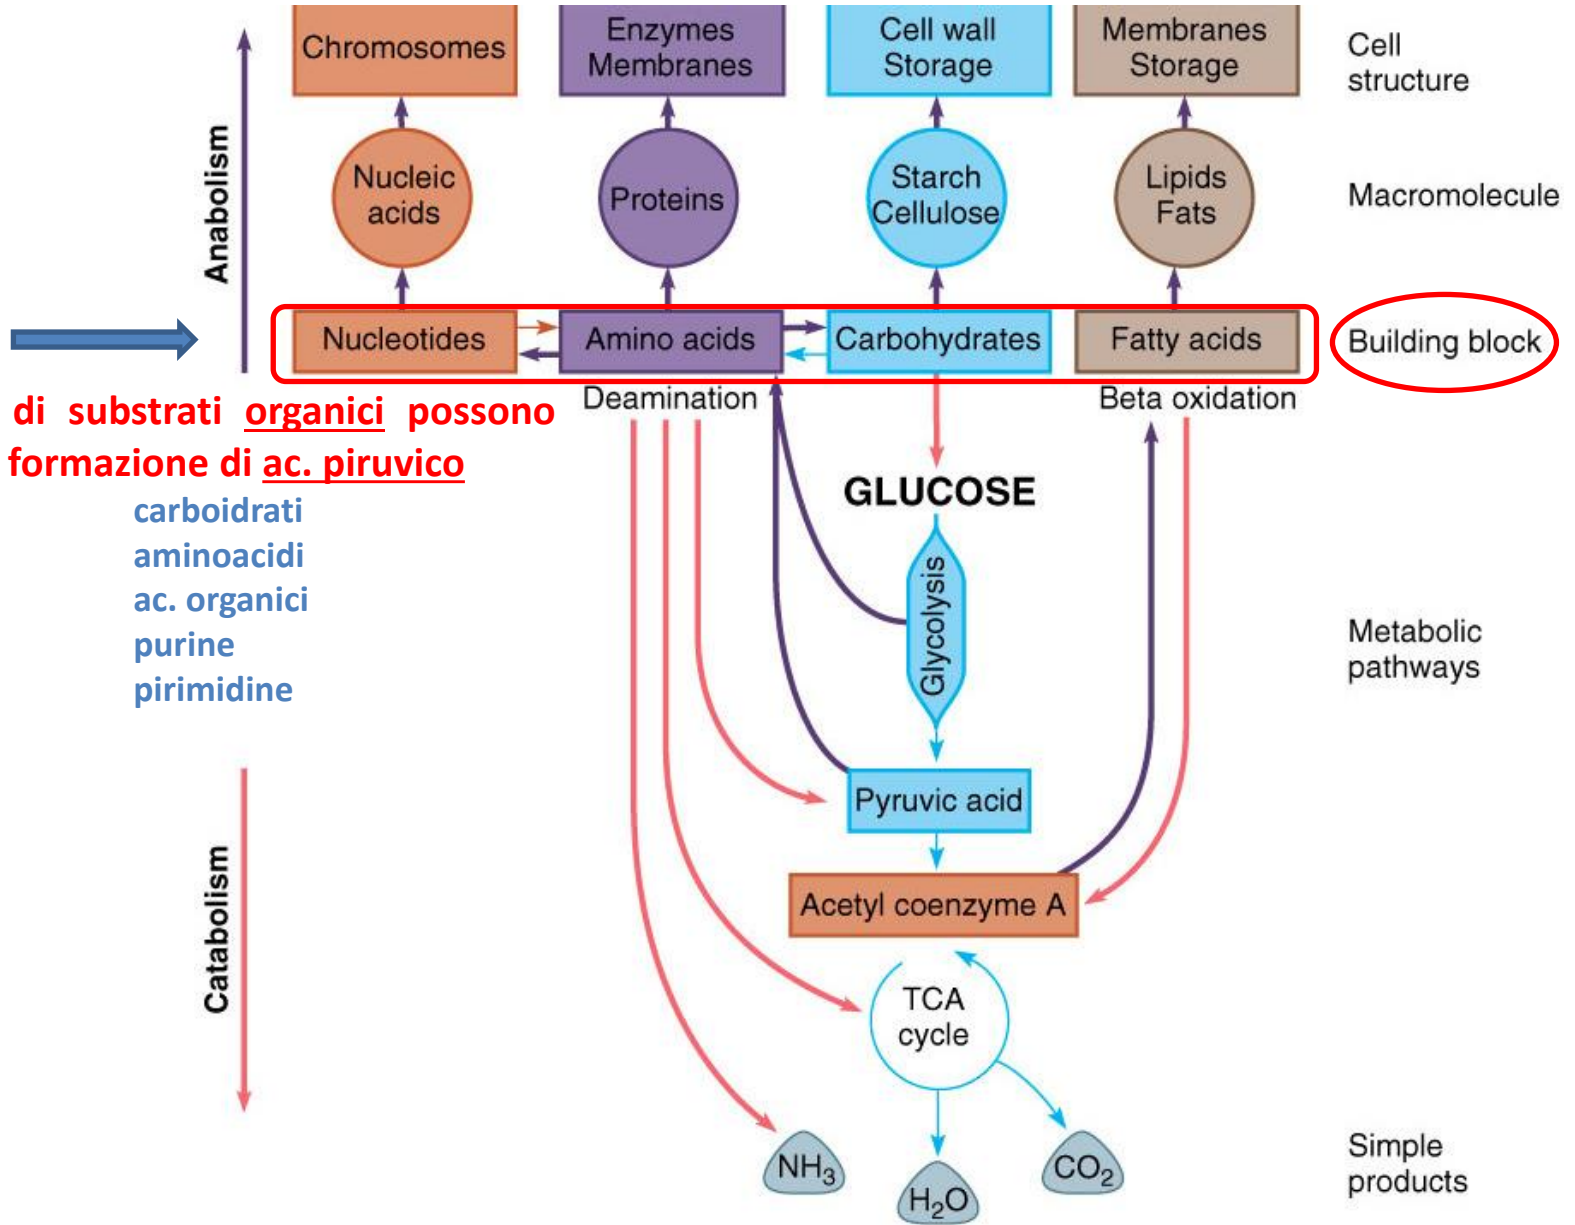 Chromosomes
Enzymes
Membranes
Cell wall
Storage
Membranes
Storage
Cell
structure
Anabolism
Nucleic
acids
Proteins
Starch
Cellulose
Lipids
Fats
Macromolecule
Nucleotides
Amino acids
Carbohydrates
Fatty acids
Building block
Deamination
Beta oxidation
di substrati organici possono
formazione di ac. piruvico
carboidrati
aminoacidi
ac. organici
purine
pirimidine
GLUCOSE
Glycolysis
Metabolic
pathways
Pyruvic acid
Acetyl coenzyme A
Catabolism
TCA
cycle
NH3
H2O
CO2
Simple
products